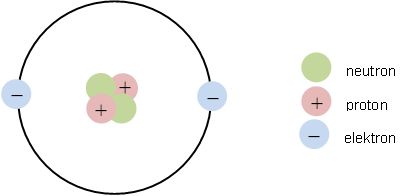 neutron
+ proton
− elektron
+
+
−
−